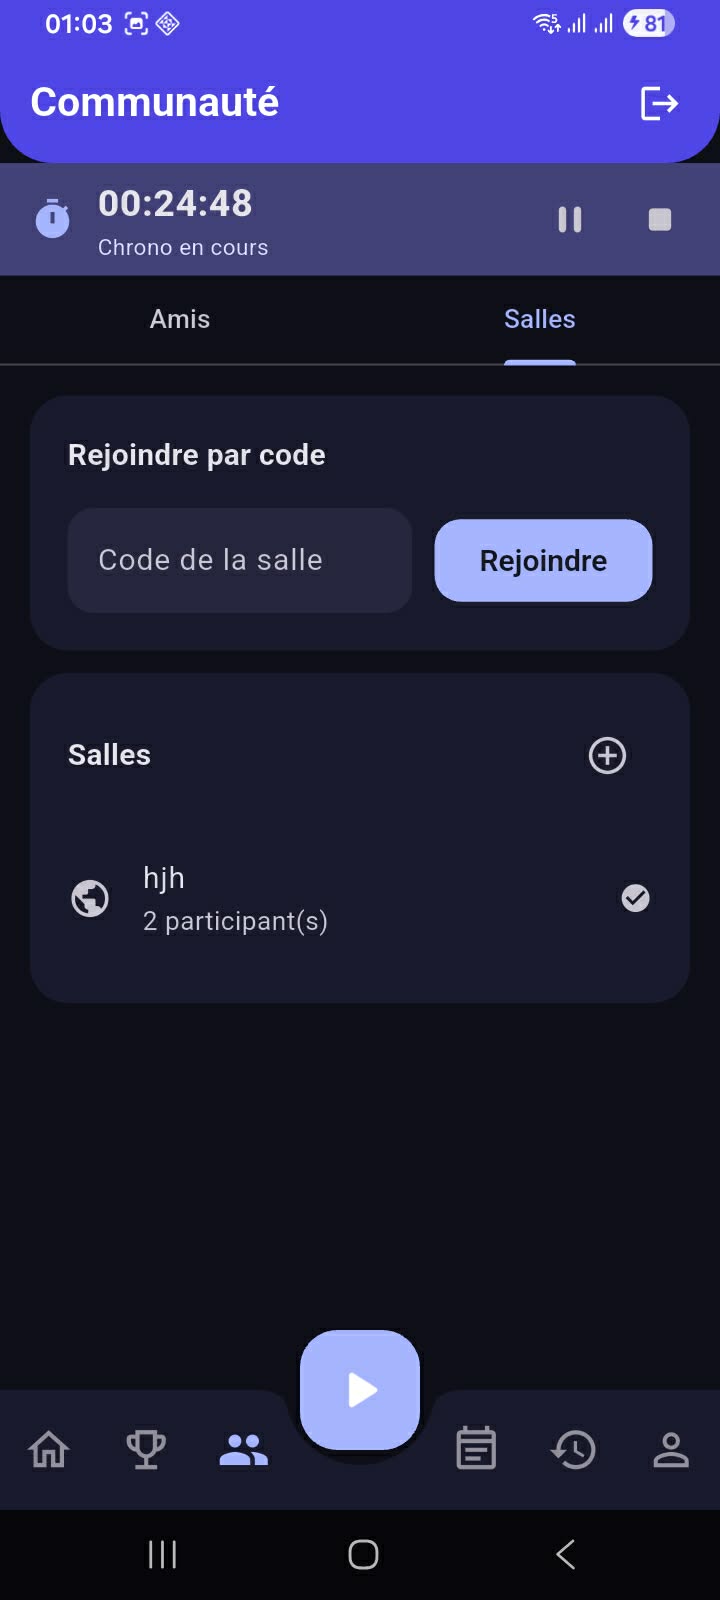 01:03
5
81
Communauté
00:24:48
Chrono en cours
Amis
Salles
Rejoindre par code
Code de la salle
Rejoindre
Salles
hjh
2 participant(s)